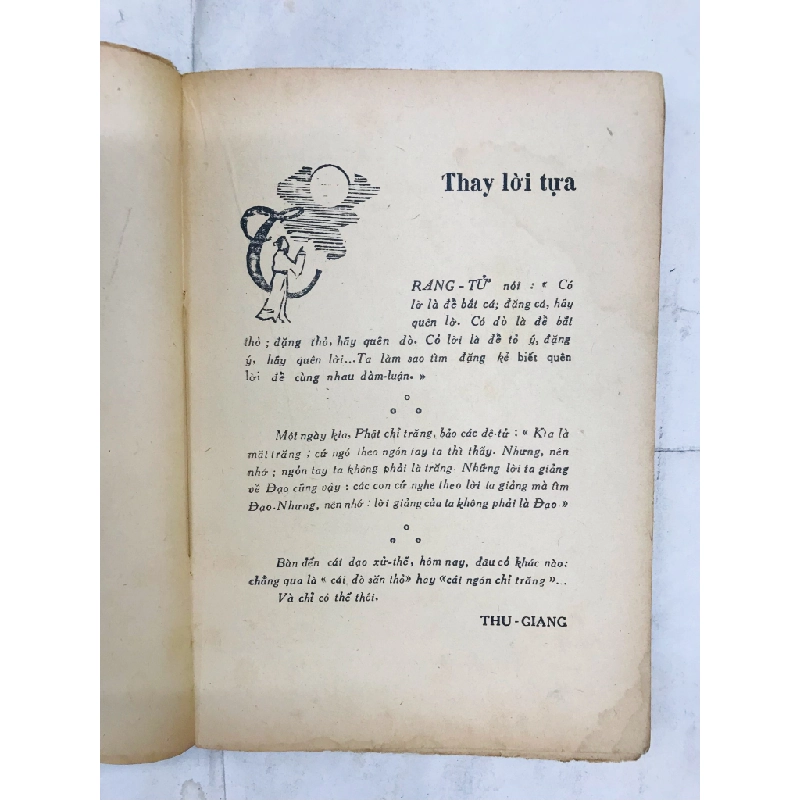 Thay lời tựa
TRANG-TỬ nói : « Có
lờ là để bắt cá; đặng cá, hãy
quên lờ. Có dò là để bắt
thỏ ; đặng thỏ, hãy quên dò. Có lời là để tỏ ý, đặng
ý, hãy quên lời...Ta làm sao tìm đặng kẻ biết quên
lời để cùng nhau đàm-luận. »
Một ngày kia, Phật chỉ trăng, bảo các đệ-tử : « Kìa là
mặt trăng ; cứ ngó theo ngón tay ta thì thấy. Nhưng, nên
nhớ ; ngón tay ta không phải là trăng. Những lời ta giảng
về Đạo cũng vậy : các con cứ nghe theo lời ta giảng mà tìm
Đạo-Nhưng, nên nhớ : lời giảng của ta không phải là Đạo »
Bàn đến cái đạo xử-thế, hôm nay, đâu có khác nào:
chẳng qua là « cái dò săn thỏ» hay «cái ngón chỉ trăng »...
Và chỉ có thế thôi.
THU-GIANG